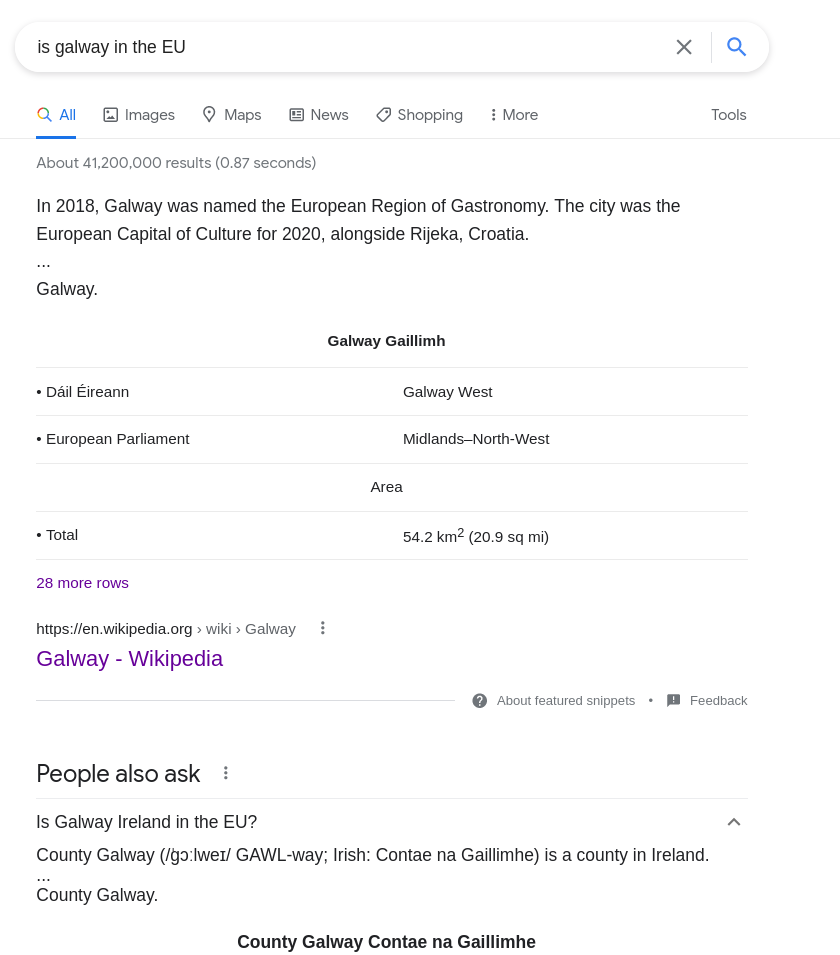 is galway in the EU
All Images Maps News Shopping More Tools
About 41,200,000 results (0.87 seconds)
In 2018, Galway was named the European Region of Gastronomy. The city was the
European Capital of Culture for 2020, alongside Rijeka, Croatia.
...
Galway.
Galway Gaillimh
• Dáil Éireann Galway West
• European Parliament Midlands–North-West
Area
• Total 54.2 km² (20.9 sq mi)
28 more rows
https://en.wikipedia.org › wiki › Galway
Galway - Wikipedia
About featured snippets • Feedback
People also ask
Is Galway Ireland in the EU?
County Galway (/ɡɔːlweɪ/ GAWL-way; Irish: Contae na Gaillimhe) is a county in Ireland.
...
County Galway.
County Galway Contae na Gaillimhe